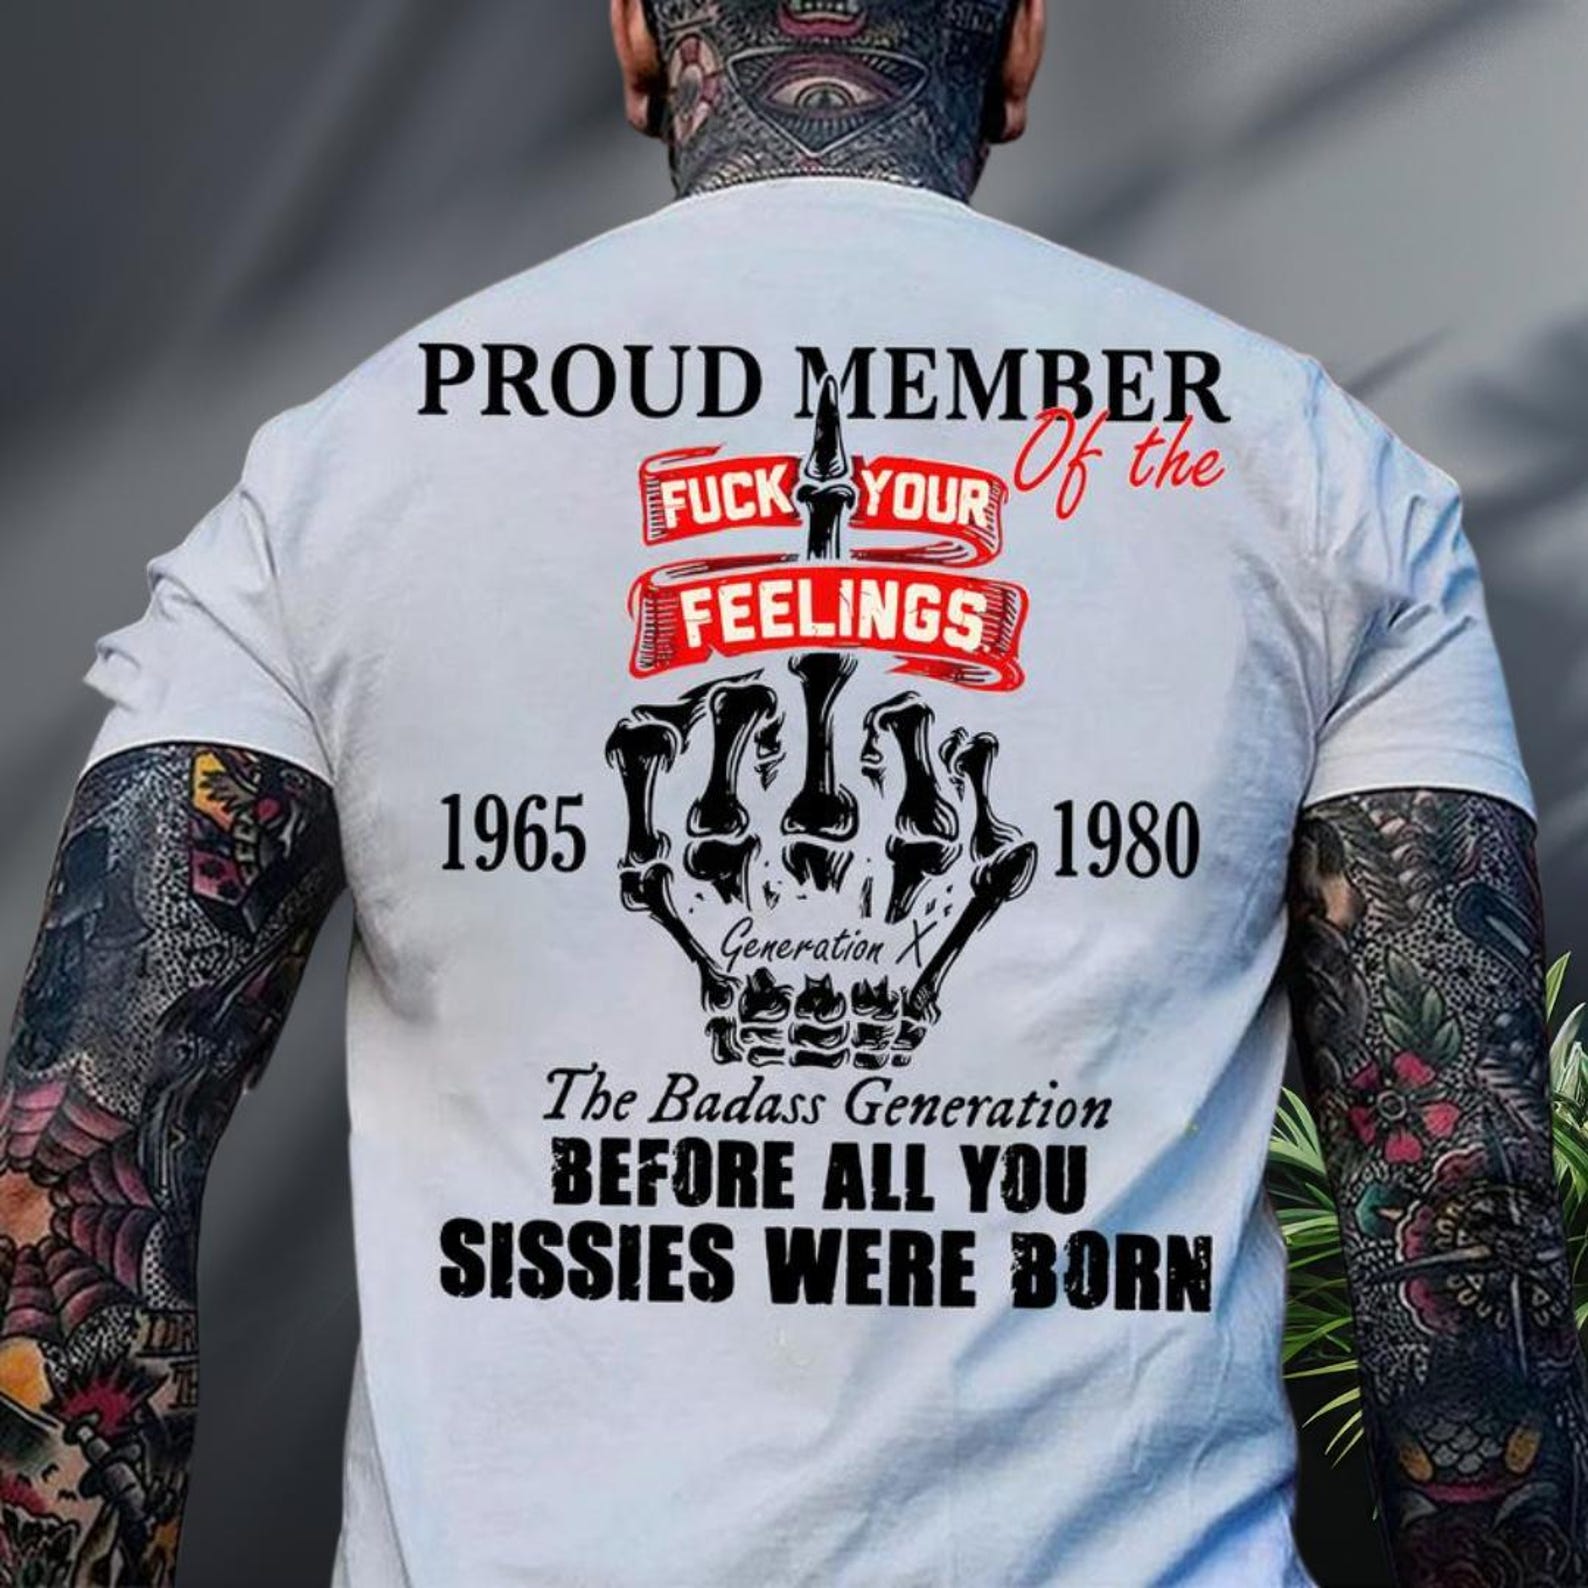 PROUD MEMBER
Of the
FUCK YOUR
FEELINGS
1965 1980
Generation X
The Badass Generation
BEFORE ALL YOU
SISSIES WERE BORN